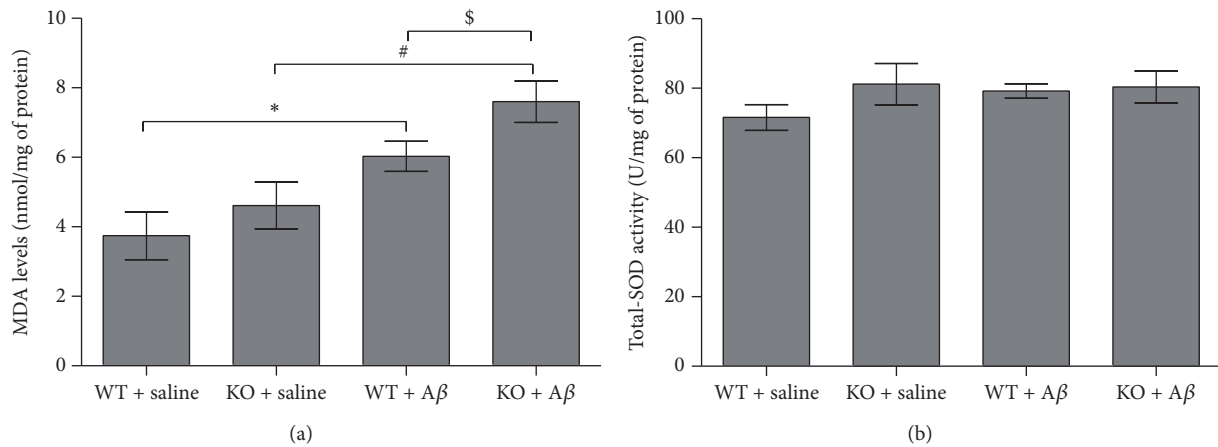 MDA levels (nmol/mg of protein)
10
8
6
4
2
0
*
#
$
WT + saline
KO + saline
WT + Aβ
KO + Aβ
(a)
Total-SOD activity (U/mg of protein)
100
80
60
40
20
0
WT + saline
KO + saline
WT + Aβ
KO + Aβ
(b)